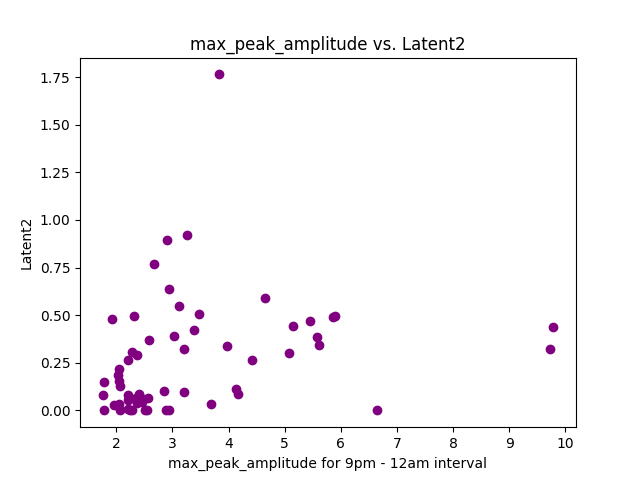 max_peak_amplitude vs. Latent2
1.75
1.50
1.25
1.00
0.75
0.50
0.25
0.00
Latent2
2 3 4 5 6 7 8 9 10
max_peak_amplitude for 9pm - 12am interval